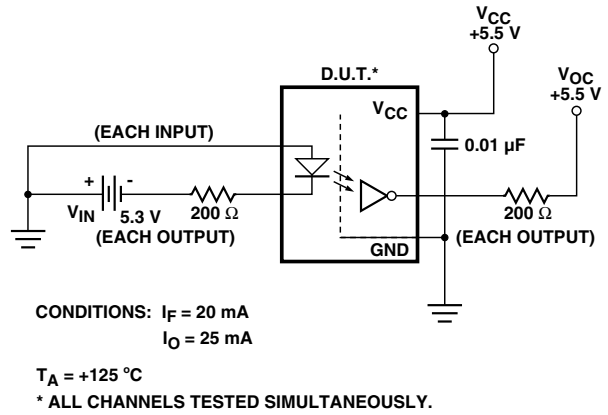 VCC
+5.5 V
D.U.T.*
VOC
+5.5 V
VCC
(EACH INPUT)
0.01 µF
+
-
VIN
5.3 V
200 Ω
200 Ω
(EACH OUTPUT)
GND
(EACH OUTPUT)
CONDITIONS: IF = 20 mA
IO = 25 mA
TA = +125 °C
* ALL CHANNELS TESTED SIMULTANEOUSLY.